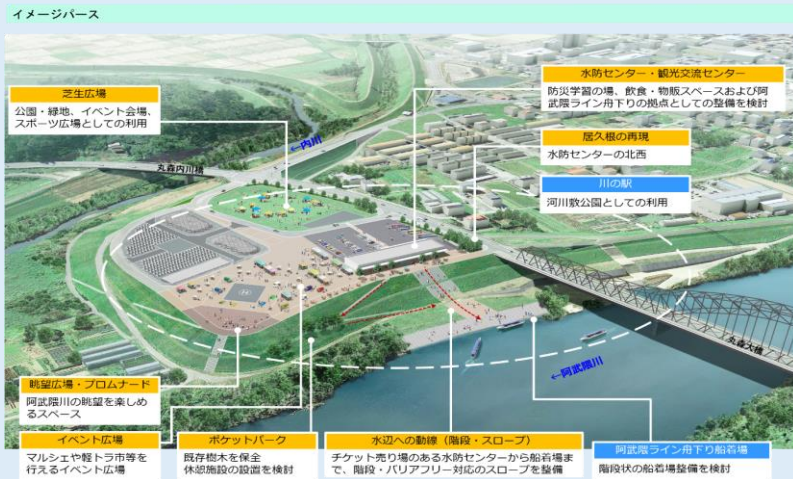 イメージパース
芝生広場
公園・緑地、イベント会場、
スポーツ広場としての利用
水防センター・観光交流センター
防災学習の場、飲食・物販スペースおよび阿
武隈ライン舟下りの拠点としての整備を検討
居久根の再現
水防センターの北西
川の駅
河川敷公園としての利用
←内川
丸森内川橋
丸森大橋
←阿武隈川
眺望広場・プロムナード
阿武隈川の眺望を楽しめ
るスペース
イベント広場
マルシェや軽トラ市等を
行えるイベント広場
ポケットパーク
既存樹木を保全
休憩施設の設置を検討
水辺への動線（階段・スロープ）
チケット売り場のある水防センターから船着場ま
で、階段・バリアフリー対応のスロープを整備
阿武隈ライン舟下り船着場
階段状の船着場整備を検討
H